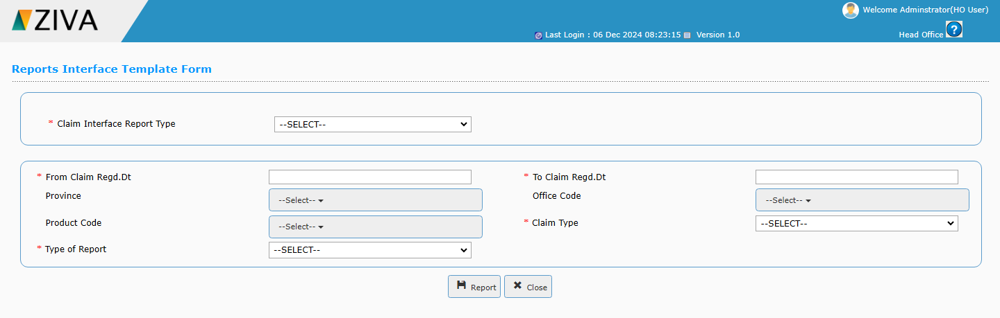 ZIVA
Welcome Adminstrator(HO User)
Last Login : 06 Dec 2024 08:23:15 Version 1.0
Head Office ?
Reports Interface Template Form
* Claim Interface Report Type --SELECT--
* From Claim Regd.Dt * To Claim Regd.Dt
Province --Select-- Office Code --Select--
Product Code --Select-- * Claim Type --SELECT--
* Type of Report --SELECT--
Report Close